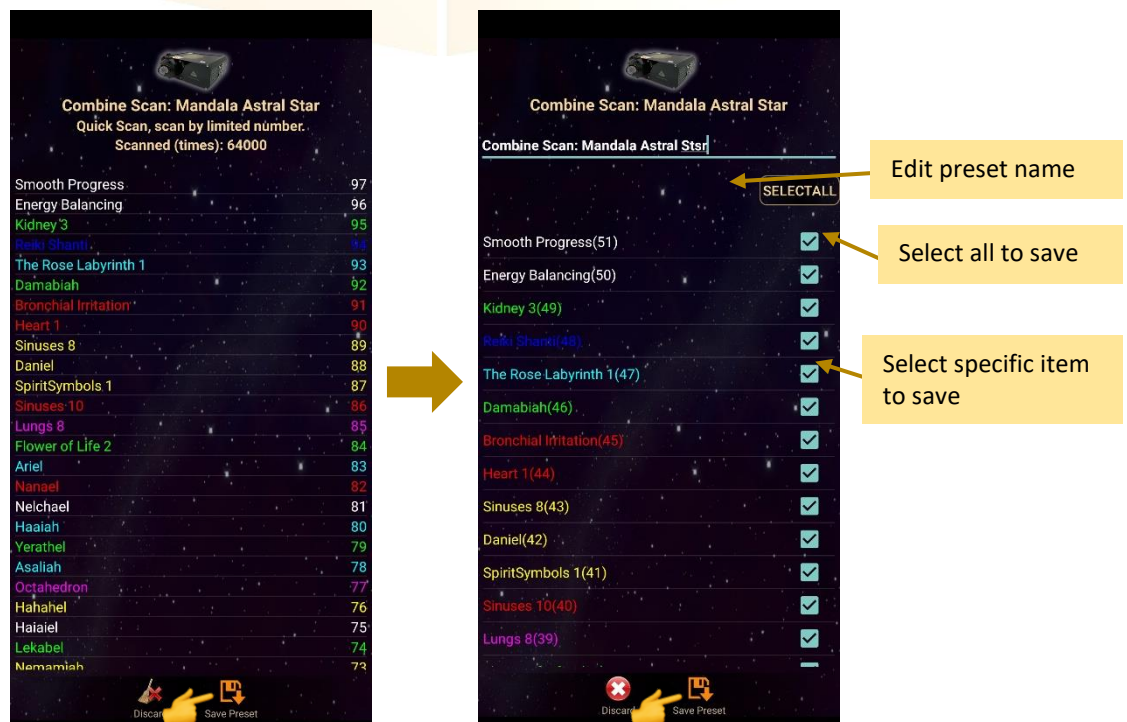 Combine Scan: Mandala Astral Star
Quick Scan, scan by limited number.
Scanned (times): 64000
Smooth Progress 97
Energy Balancing 96
Kidney 3 95
Reiki Shanti 94
The Rose Labyrinth 1 93
Damabiah 92
Bronchial Irritation 91
Heart 1 90
Sinuses 8 89
Daniel 88
SpiritSymbols 1 87
Sinuses 10 86
Lungs 8 85
Flower of Life 2 84
Ariel 83
Nanael 82
Nelchael 81
Haaiah 80
Yerathel 79
Asaliah 78
Octahedron 77
Hahahel 76
Haiaiel 75
Lekabel 74
Nemamiah 73
Discard Save Preset
Combine Scan: Mandala Astral Star
Combine Scan: Mandala Astral Stsr
SELECTALL
Smooth Progress(51)
Energy Balancing(50)
Kidney 3(49)
Reiki Shanti(48)
The Rose Labyrinth 1(47)
Damabiah(46)
Bronchial Irritation(45)
Heart 1(44)
Sinuses 8(43)
Daniel(42)
SpiritSymbols 1(41)
Sinuses 10(40)
Lungs 8(39)
Discard Save Preset
Edit preset name
Select all to save
Select specific item
to save